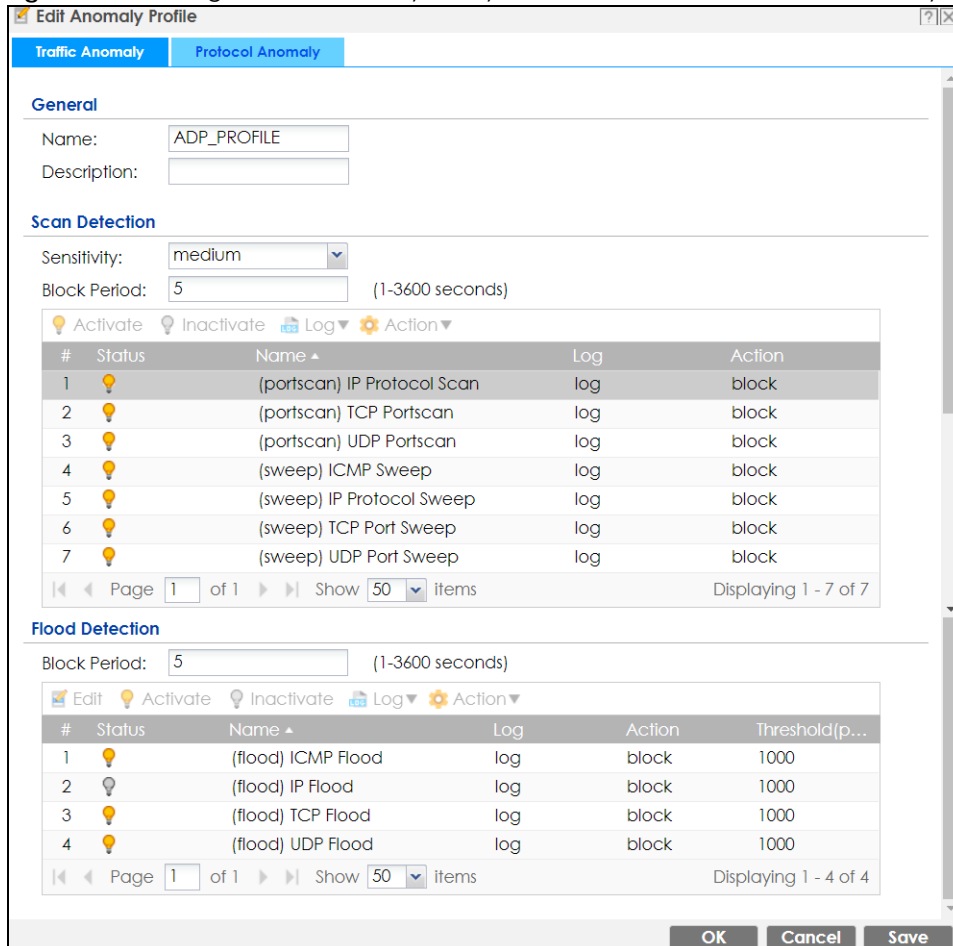 Edit Anomaly Profile
Traffic Anomaly Protocol Anomaly
General
Name: ADP_PROFILE
Description:
Scan Detection
Sensitivity: medium
Block Period: 5 (1-3600 seconds)
Activate Inactivate Log Action
# Status Name Log Action
1 (portscan) IP Protocol Scan log block
2 (portscan) TCP Portscan log block
3 (portscan) UDP Portscan log block
4 (sweep) ICMP Sweep log block
5 (sweep) IP Protocol Sweep log block
6 (sweep) TCP Port Sweep log block
7 (sweep) UDP Port Sweep log block
Page 1 of 1 Show 50 items Displaying 1 - 7 of 7
Flood Detection
Block Period: 5 (1-3600 seconds)
Edit Activate Inactivate Log Action
# Status Name Log Action Threshold(p...
1 (flood) ICMP Flood log block 1000
2 (flood) IP Flood log block 1000
3 (flood) TCP Flood log block 1000
4 (flood) UDP Flood log block 1000
Page 1 of 1 Show 50 items Displaying 1 - 4 of 4
OK Cancel Save